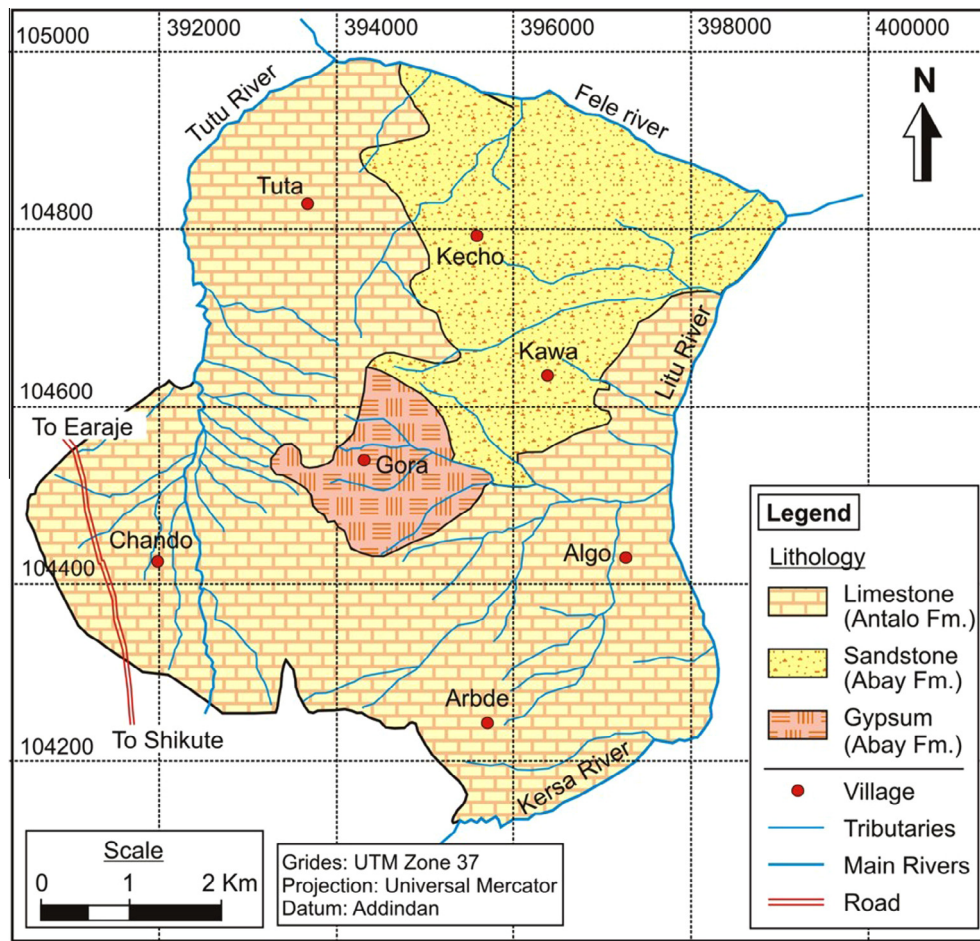 105000 392000 394000 396000 398000 400000
Tutu River
Fele river
N
Tuta
104800
Kecho
Kawa
Litu River
104600
To Earaje
Gora
Chando
Algo
104400
Arbde
To Shikute
104200
Kersa River
Legend
Lithology
Limestone
(Antalo Fm.)
Sandstone
(Abay Fm.)
Gypsum
(Abay Fm.)
Village
Tributaries
Main Rivers
Road
Scale
0 1 2 Km
Grides: UTM Zone 37
Projection: Universal Mercator
Datum: Addindan